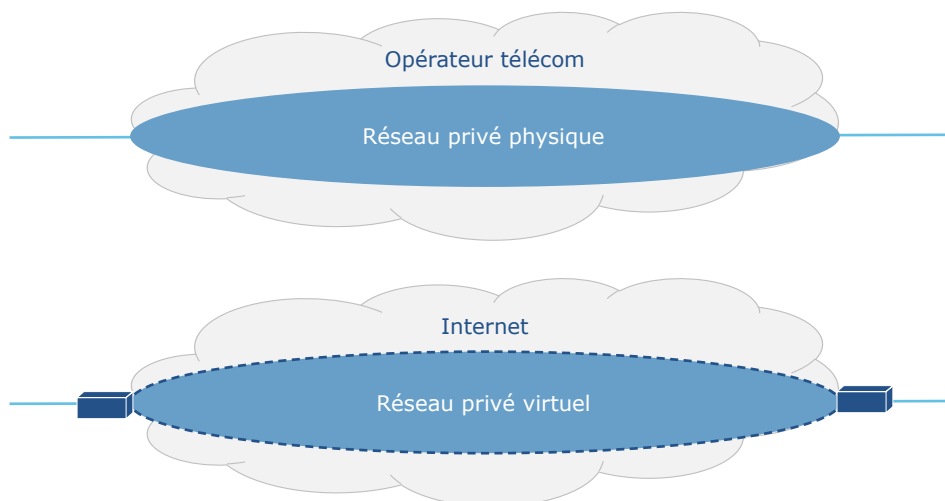 Opérateur télécom
Réseau privé physique
Internet
Réseau privé virtuel